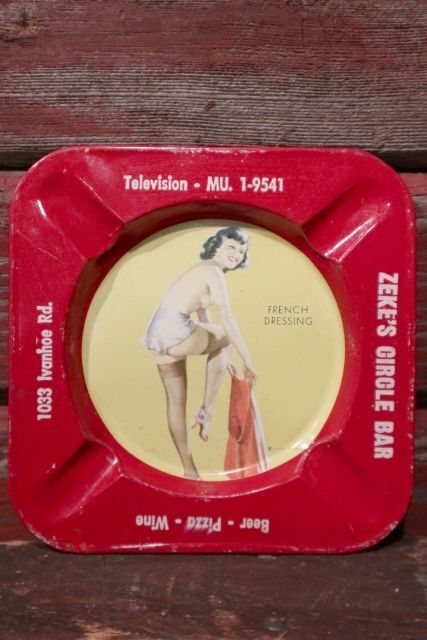 Television - MU. 1-9541
ZEKE'S CIRCLE BAR
FRENCH
DRESSING
1033 Ivanhoe Rd.
Beer - Pizza - Wine